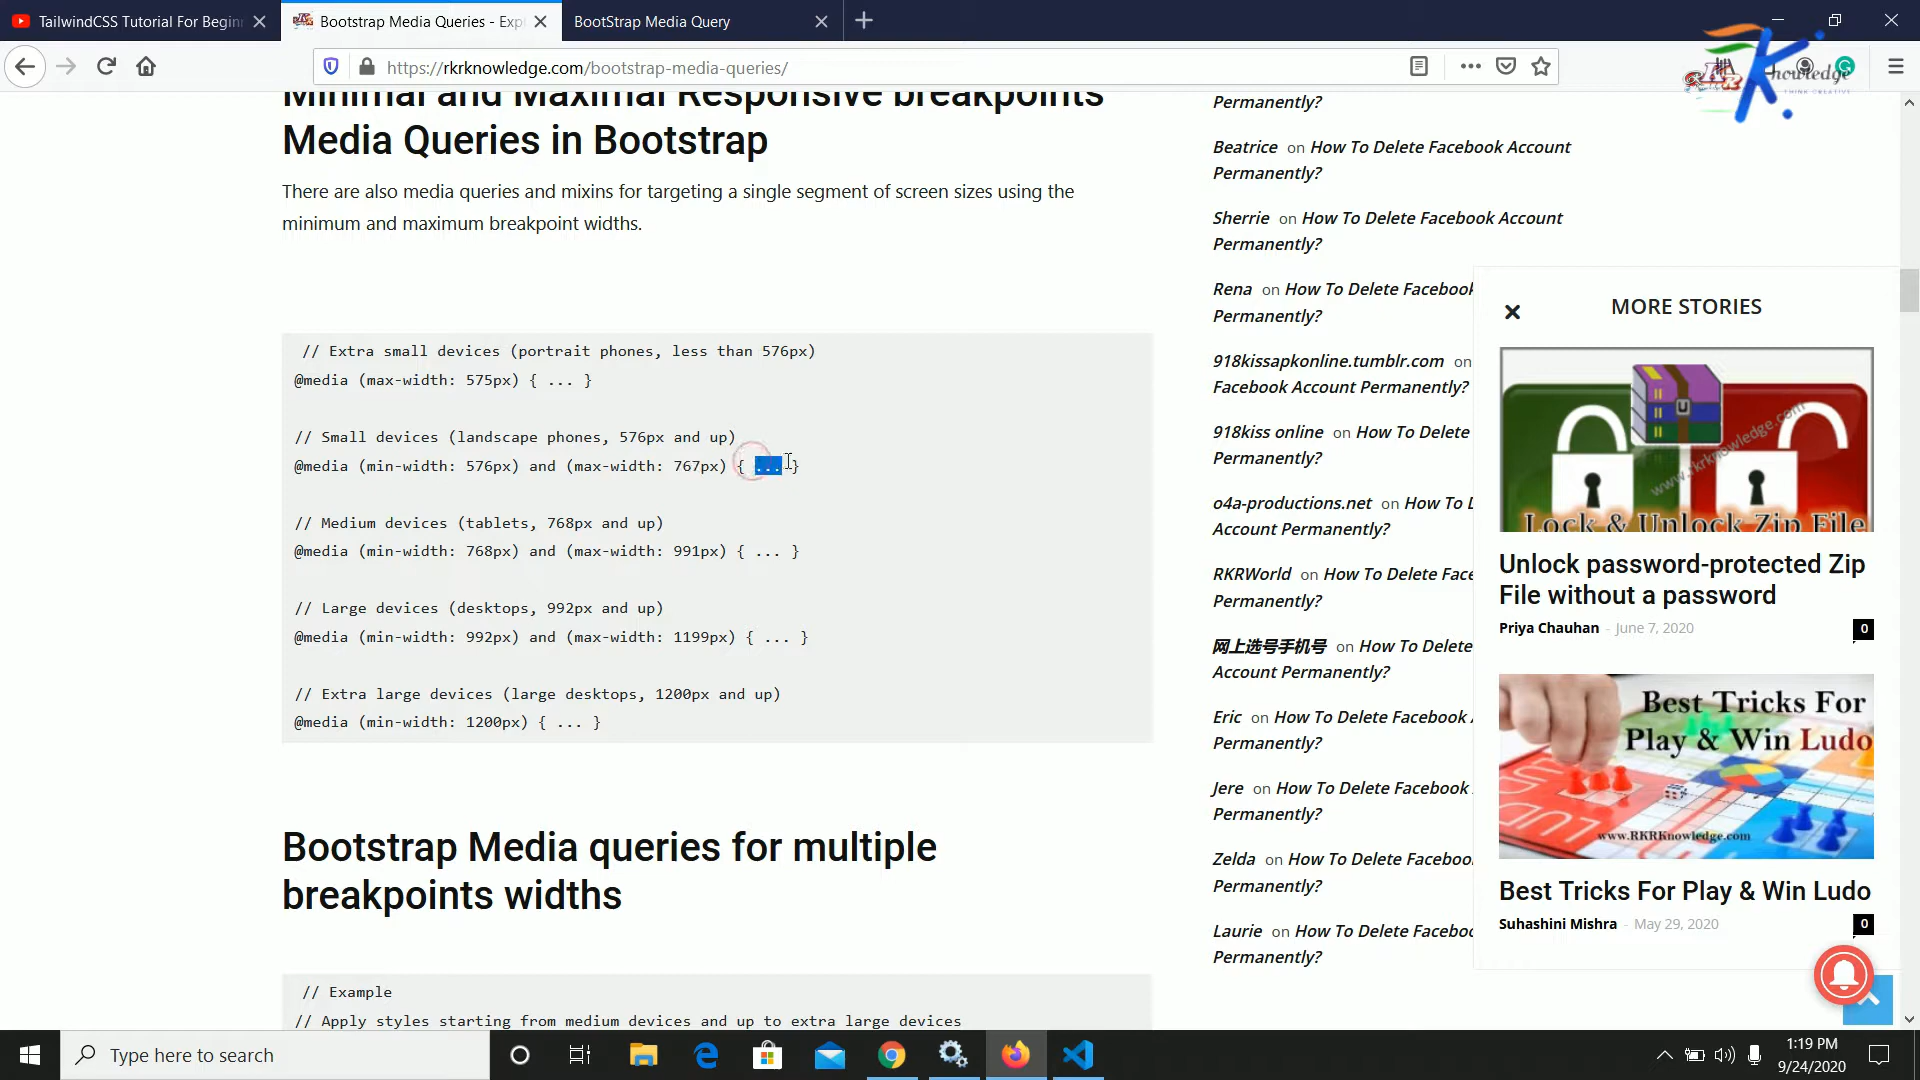 TailwindCSS Tutorial For Begin
Bootstrap Media Queries - Exp
BootStrap Media Query
https://rkrknowledge.com/bootstrap-media-queries/
Knowledge
THINK CREATIVE
Minimal and Maximal Responsive breakpoints
Media Queries in Bootstrap
There are also media queries and mixins for targeting a single segment of screen sizes using the
minimum and maximum breakpoint widths.
// Extra small devices (portrait phones, less than 576px)
@media (max-width: 575px) { ... }
// Small devices (landscape phones, 576px and up)
@media (min-width: 576px) and (max-width: 767px) { ... }
// Medium devices (tablets, 768px and up)
@media (min-width: 768px) and (max-width: 991px) { ... }
// Large devices (desktops, 992px and up)
@media (min-width: 992px) and (max-width: 1199px) { ... }
// Extra large devices (large desktops, 1200px and up)
@media (min-width: 1200px) { ... }
Bootstrap Media queries for multiple
breakpoints widths
// Example
// Apply styles starting from medium devices and up to extra large devices
Permanently?
Beatrice on How To Delete Facebook Account
Permanently?
Sherrie on How To Delete Facebook Account
Permanently?
Rena on How To Delete Facebook
Permanently?
918kissapkonline.tumblr.com on
Facebook Account Permanently?
918kiss online on How To Delete
Permanently?
o4a-productions.net on How To D
Account Permanently?
RKRWorld on How To Delete Face
Permanently?
网上选号手机号 on How To Delete
Account Permanently?
Eric on How To Delete Facebook A
Permanently?
Jere on How To Delete Facebook
Permanently?
Zelda on How To Delete Faceboo
Permanently?
Laurie on How To Delete Faceboo
Permanently?
MORE STORIES
www.rkrknowledge.com
Lock & Unlock Zip File
Unlock password-protected Zip
File without a password
Priya Chauhan - June 7, 2020
0
Best Tricks For
Play & Win Ludo
www.RKRKnowledge.com
Best Tricks For Play & Win Ludo
Suhashini Mishra - May 29, 2020
0
Type here to search
1:19 PM
9/24/2020